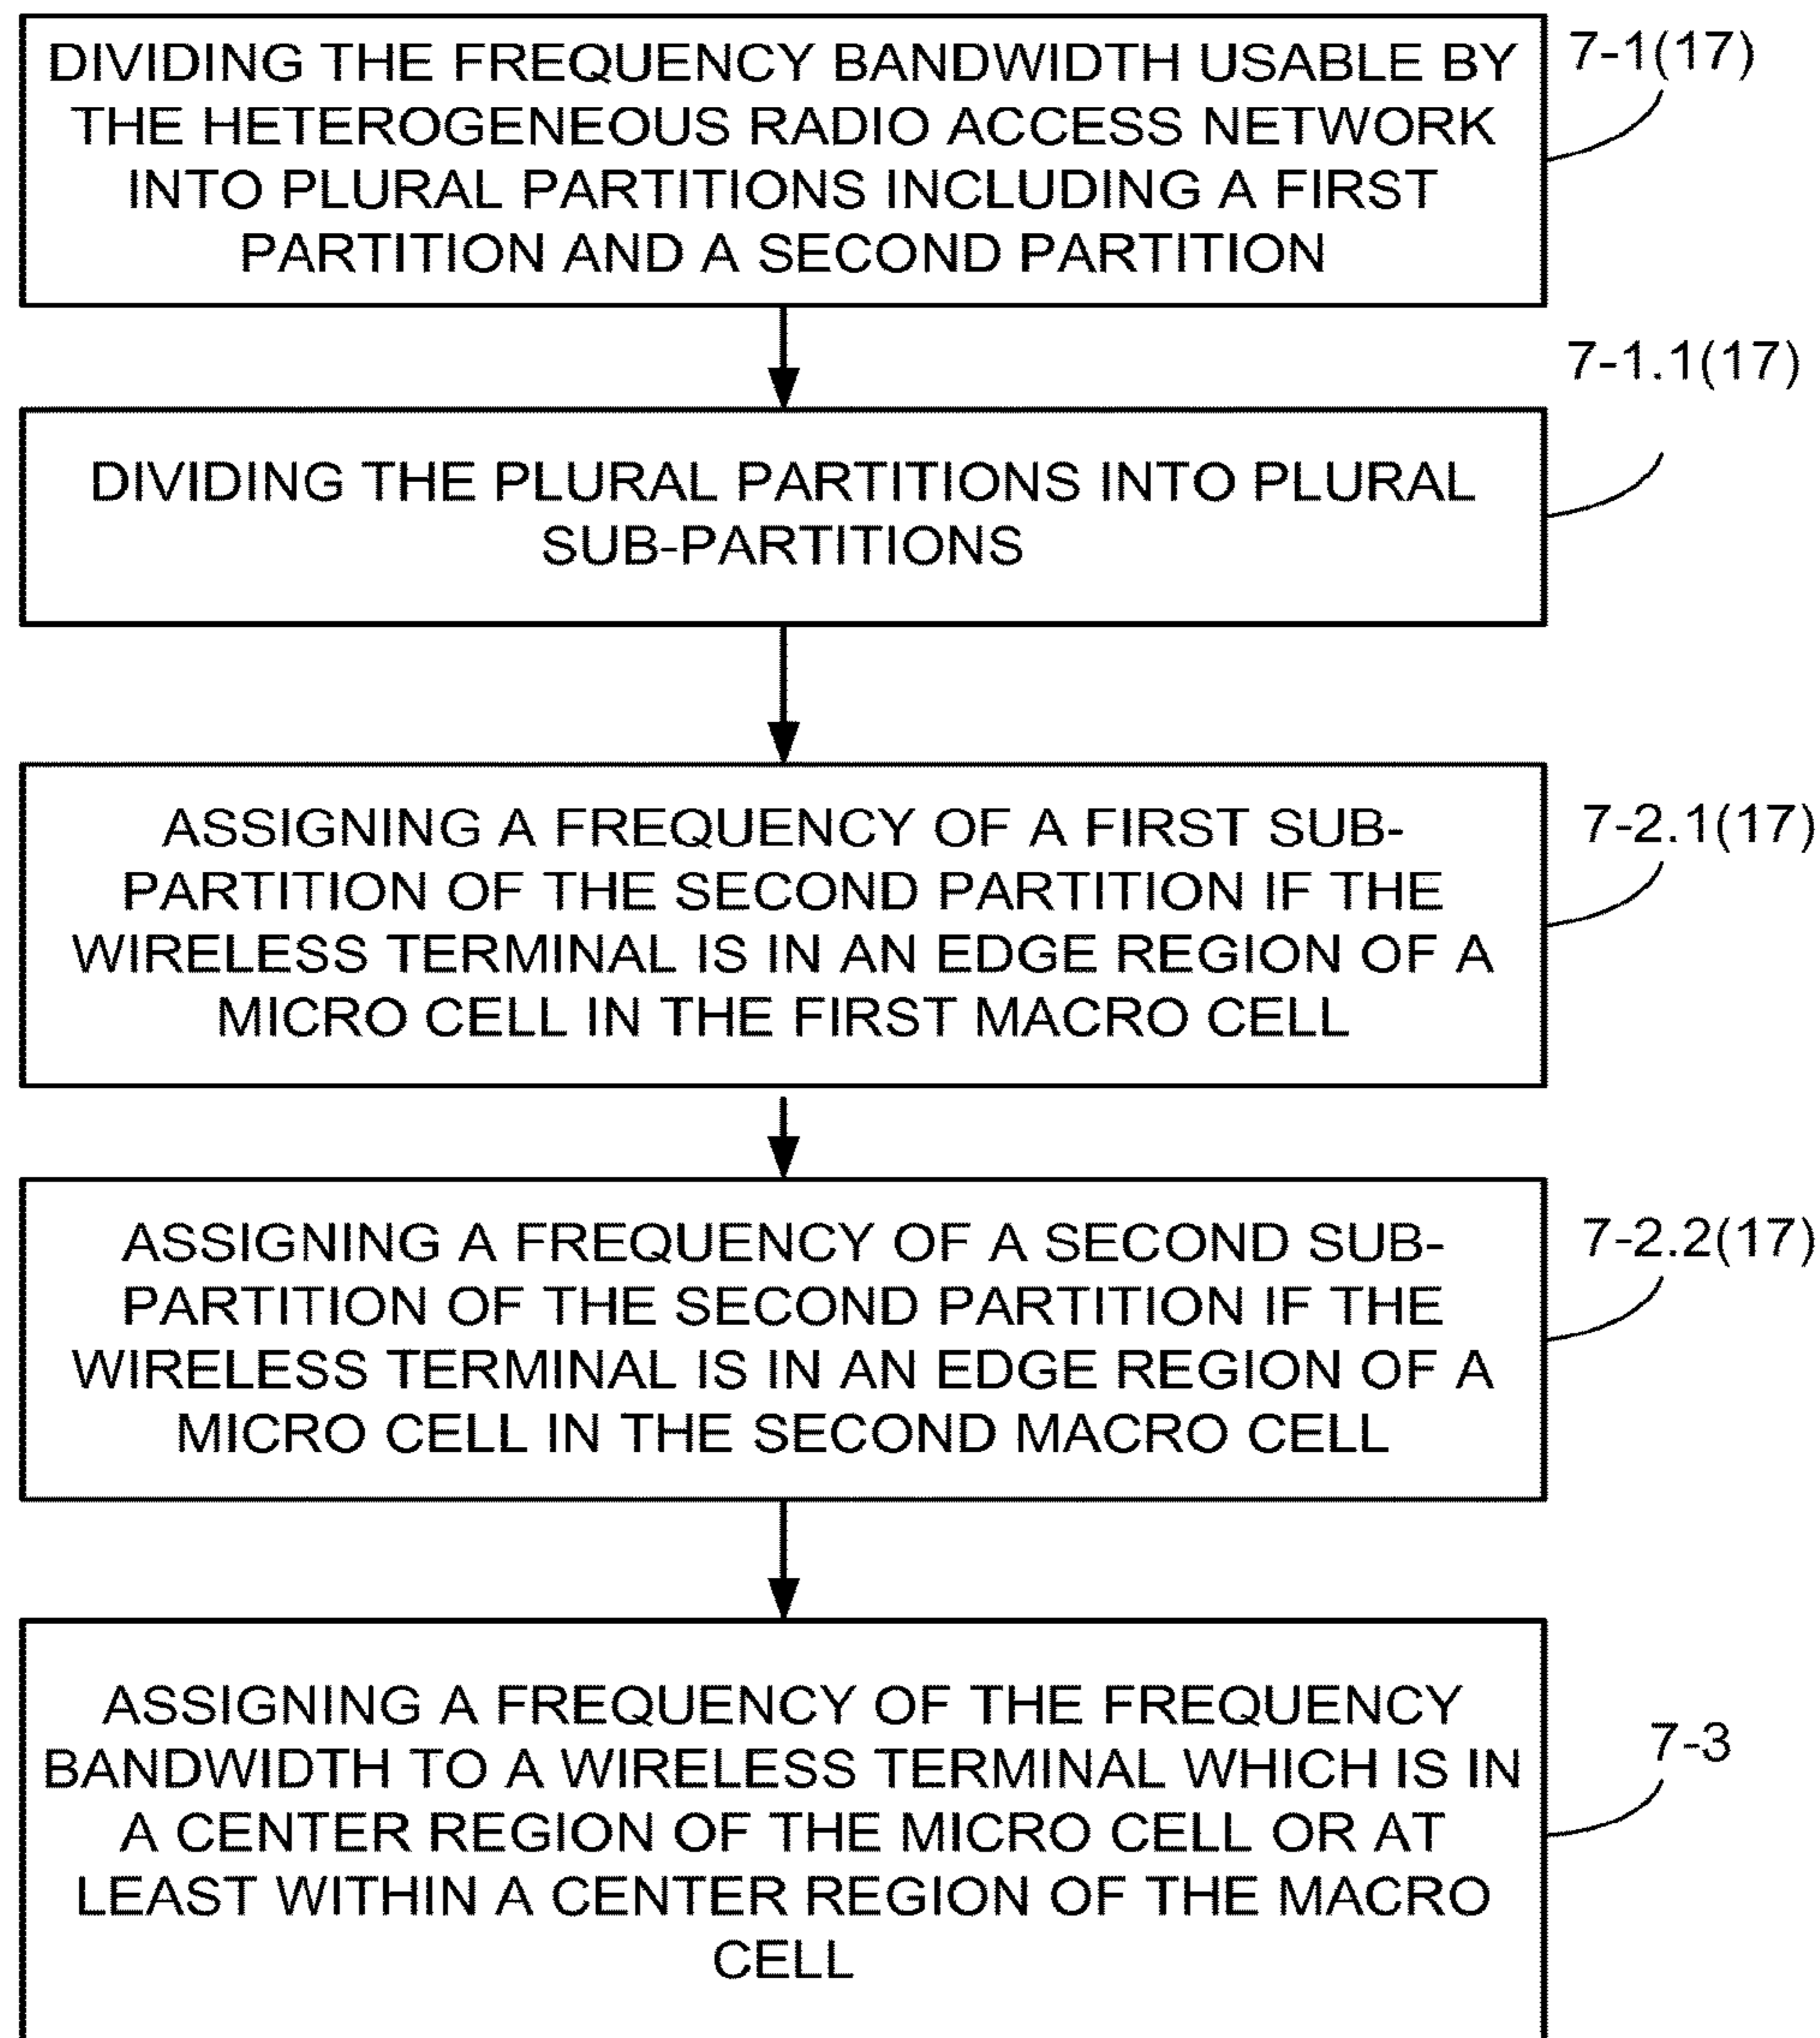 DIVIDING THE FREQUENCY BANDWIDTH USABLE BY
THE HETEROGENEOUS RADIO ACCESS NETWORK
INTO PLURAL PARTITIONS INCLUDING A FIRST
PARTITION AND A SECOND PARTITION
7-1(17)
DIVIDING THE PLURAL PARTITIONS INTO PLURAL
SUB-PARTITIONS
7-1.1(17)
ASSIGNING A FREQUENCY OF A FIRST SUB-
PARTITION OF THE SECOND PARTITION IF THE
WIRELESS TERMINAL IS IN AN EDGE REGION OF A
MICRO CELL IN THE FIRST MACRO CELL
7-2.1(17)
ASSIGNING A FREQUENCY OF A SECOND SUB-
PARTITION OF THE SECOND PARTITION IF THE
WIRELESS TERMINAL IS IN AN EDGE REGION OF A
MICRO CELL IN THE SECOND MACRO CELL
7-2.2(17)
ASSIGNING A FREQUENCY OF THE FREQUENCY
BANDWIDTH TO A WIRELESS TERMINAL WHICH IS IN
A CENTER REGION OF THE MICRO CELL OR AT
LEAST WITHIN A CENTER REGION OF THE MACRO
CELL
7-3